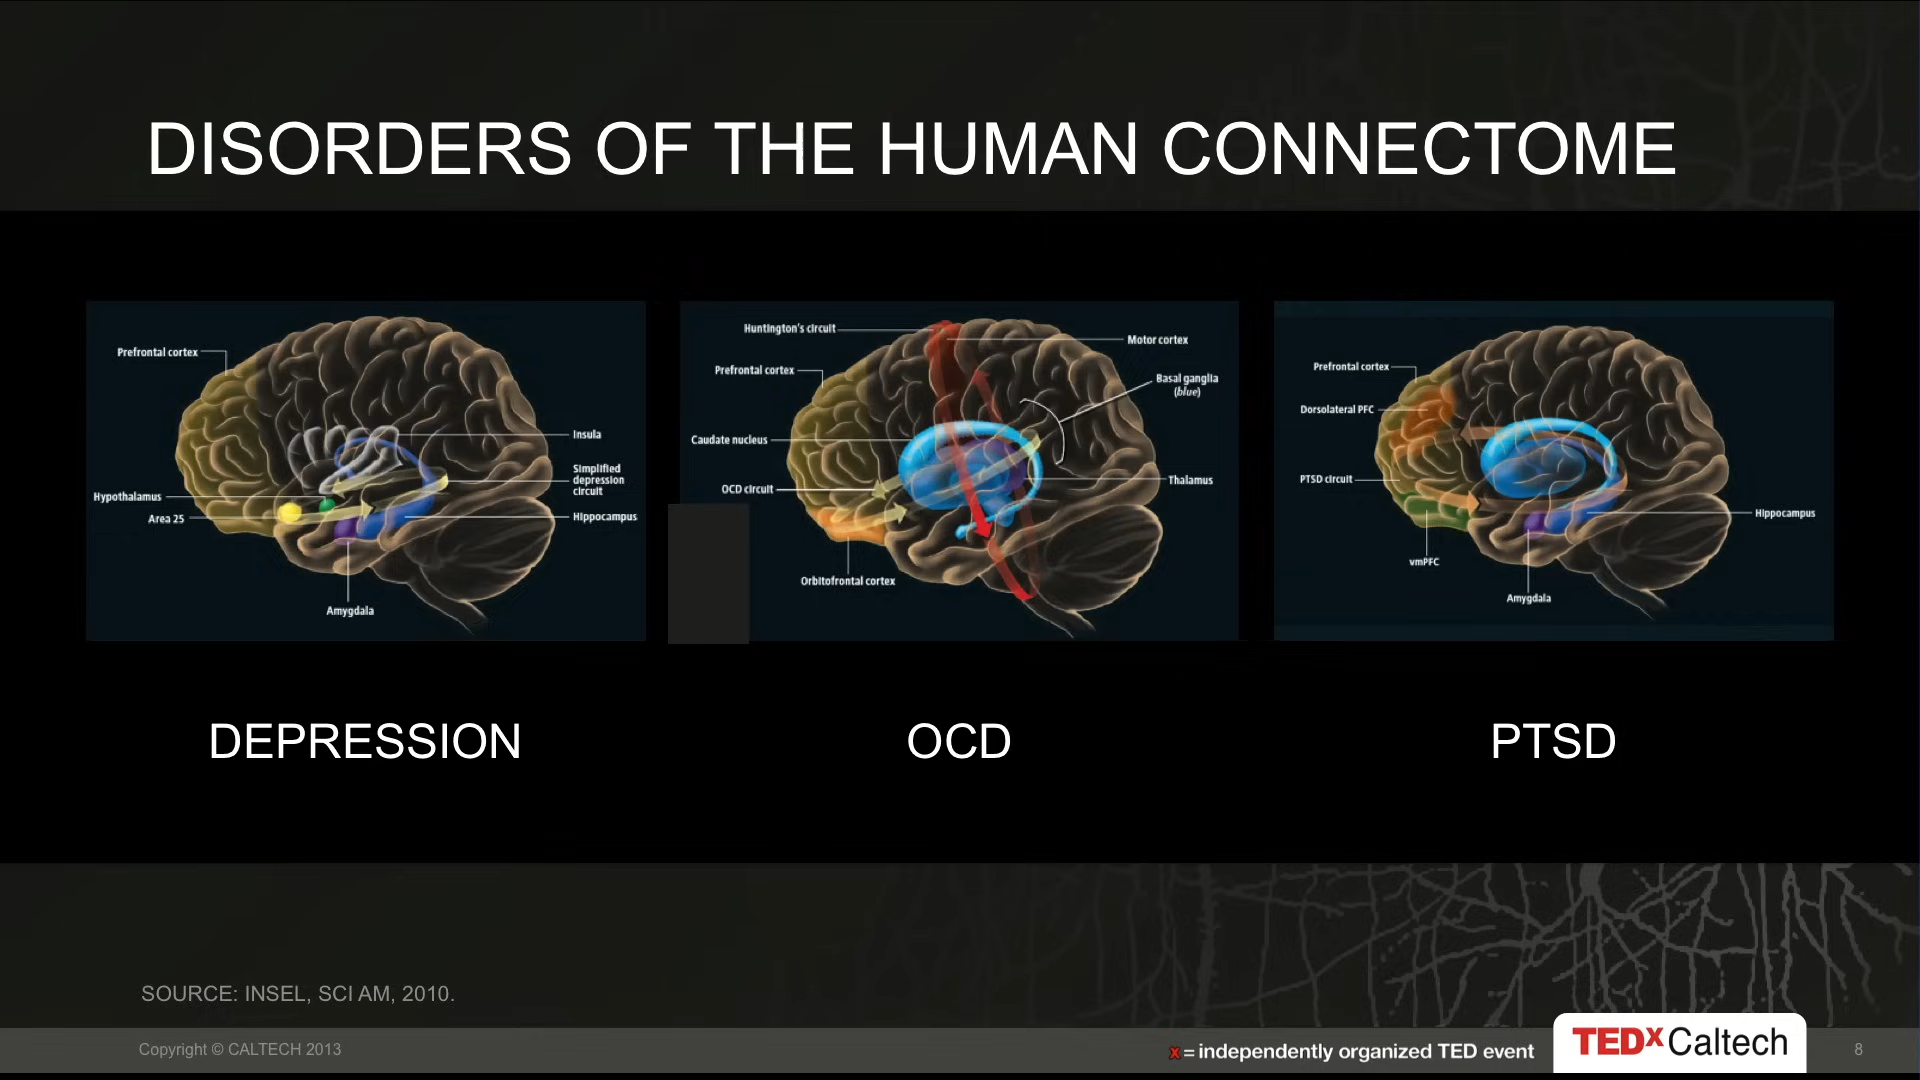 DISORDERS OF THE HUMAN CONNECTOME
Prefrontal cortex
Insula
Simplified
depression
circuit
Hypothalamus
Area 25
Hippocampus
Amygdala
Huntington's circuit
Motor cortex
Prefrontal cortex
Basal ganglia
(blue)
Caudate nucleus
OCD circuit
Thalamus
Orbitofrontal cortex
Prefrontal cortex
Dorsolateral PFC
PTSD circuit
Hippocampus
vmPFC
Amygdala
DEPRESSION
OCD
PTSD
SOURCE: INSEL, SCI AM, 2010.
Copyright © CALTECH 2013
x = independently organized TED event
TEDx Caltech
8